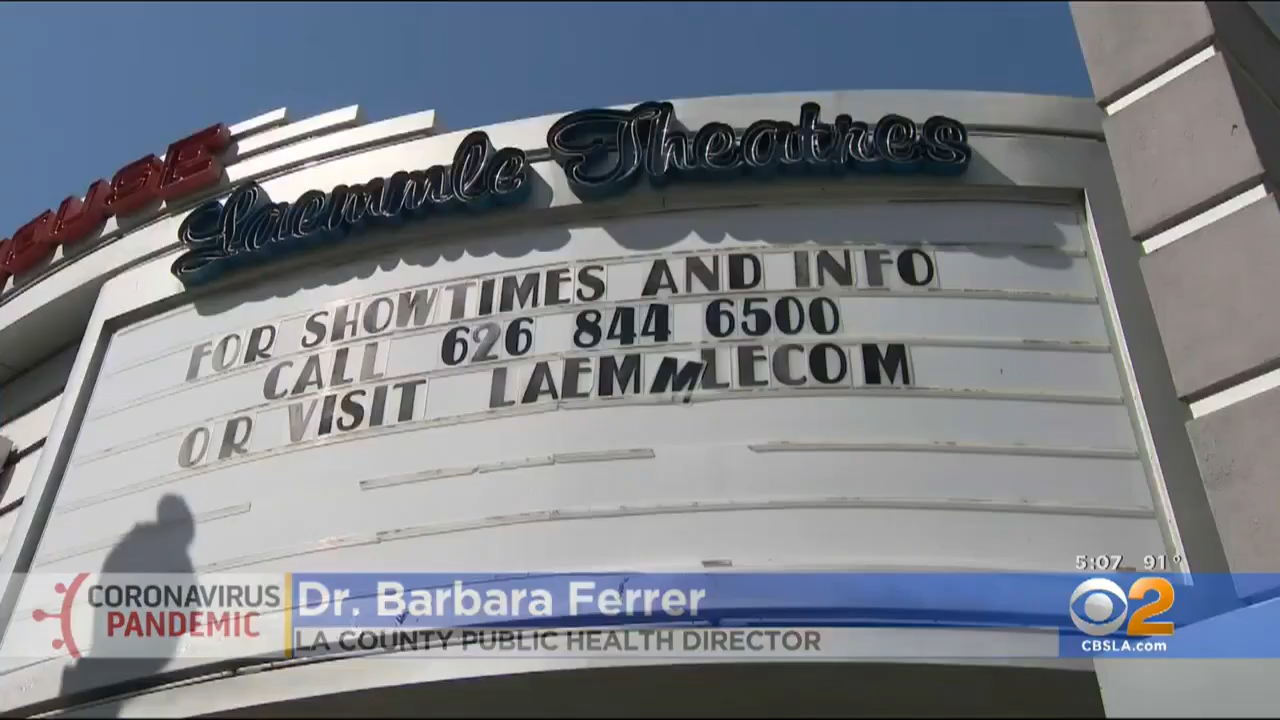 Laemmle Theatres
FOR SHOWTIMES AND INFO
CALL 626 844 6500
OR VISIT LAEMMLECOM
5:07 91°
CORONAVIRUS
PANDEMIC
Dr. Barbara Ferrer
LA COUNTY PUBLIC HEALTH DIRECTOR
2
CBSLA.com